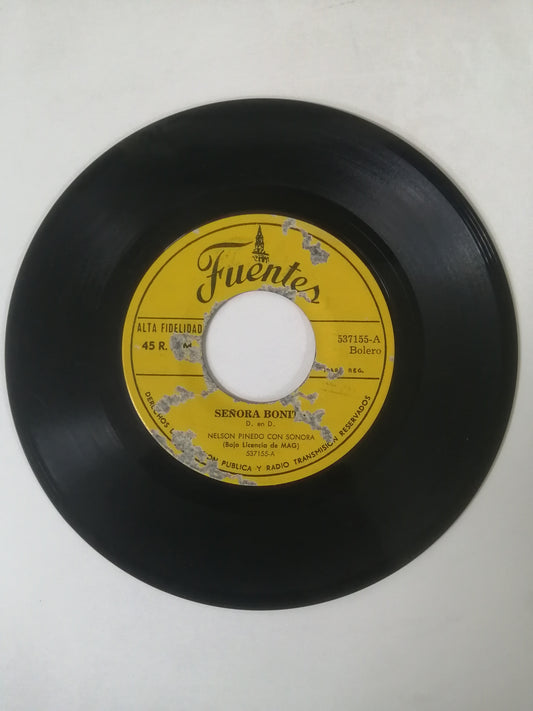 Fuentes
ALTA FIDELIDAD
45 R.
537155-A
Bolero
REG.
SEÑORA BONIT
D. en D.
NELSON PINEDO CON SONORA
(Bajo Licencia de MAG)
537155-A
DERECHOS PUBLICA Y RADIO TRANSMISION RESERVADOS